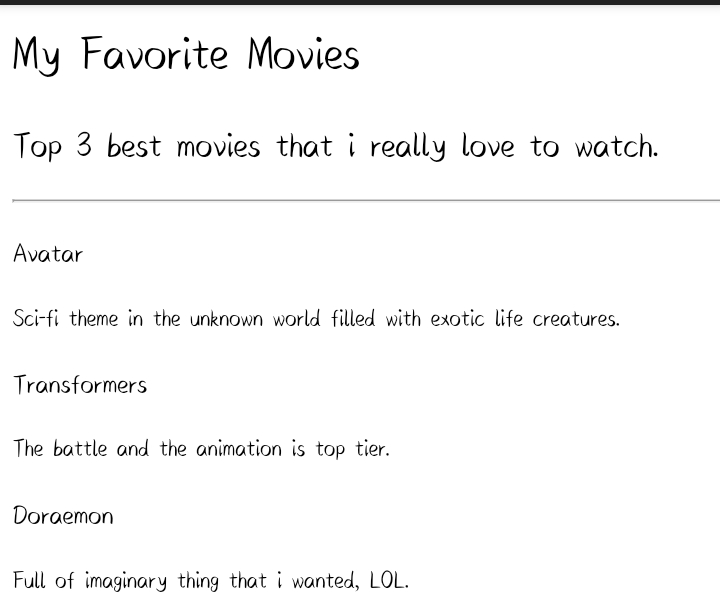 My Favorite Movies
Top 3 best movies that i really love to watch.
Avatar
Sci-fi theme in the unknown world filled with exotic life creatures.
Transformers
The battle and the animation is top tier.
Doraemon
Full of imaginary thing that i wanted, LOL.